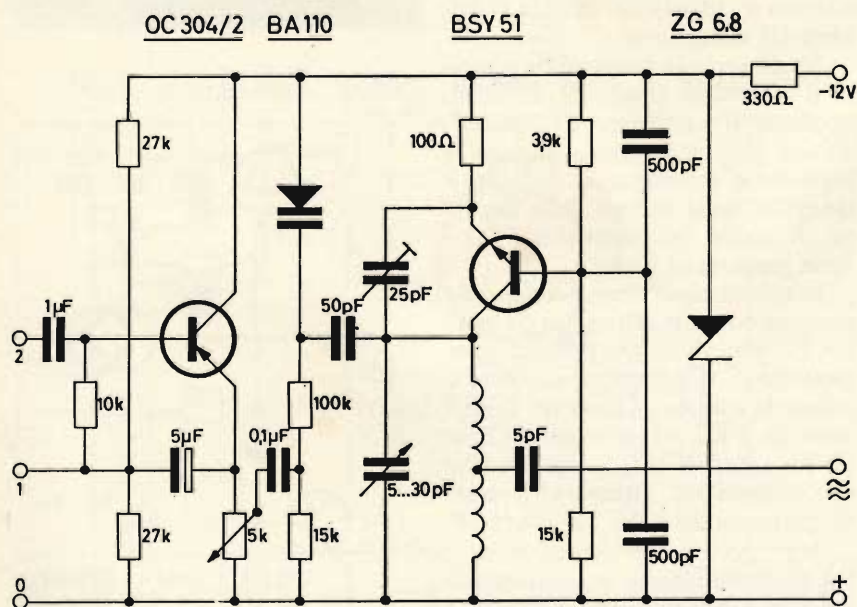 OC 304/2 BA 110 BSY 51 ZG 6.8
330Ω -12V
27k 100Ω 3,9k 500pF
25pF
1µF 50pF
2
10k 100k
5µF 0,1µF 5pF
1 5...30pF ≈
27k 5k 15k 15k 500pF
0 +